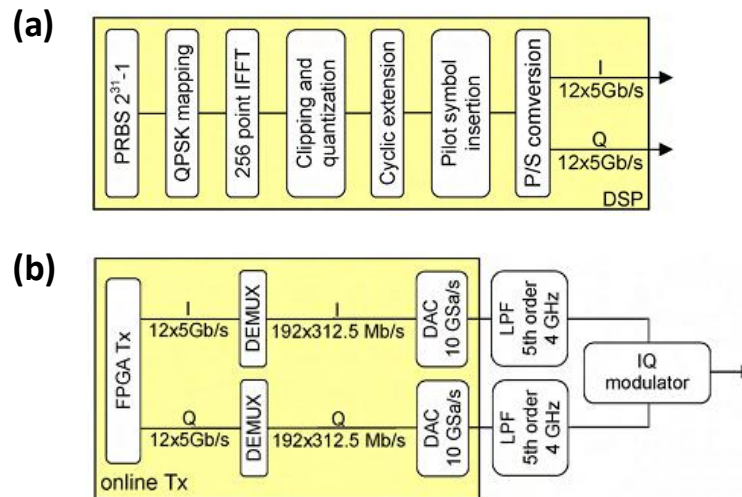 (a)
PRBS 2³¹-1
QPSK mapping
256 point IFFT
Clipping and
quantization
Cyclic extension
Pilot symbol
insertion
P/S comversion
I
12x5Gb/s
Q
12x5Gb/s
DSP
(b)
FPGA Tx
I
12x5Gb/s
DEMUX
I
192x312.5 Mb/s
DAC
10 GSa/s
LPF
5th order
4 GHz
Q
12x5Gb/s
DEMUX
Q
192x312.5 Mb/s
DAC
10 GSa/s
LPF
5th order
4 GHz
IQ
modulator
online Tx